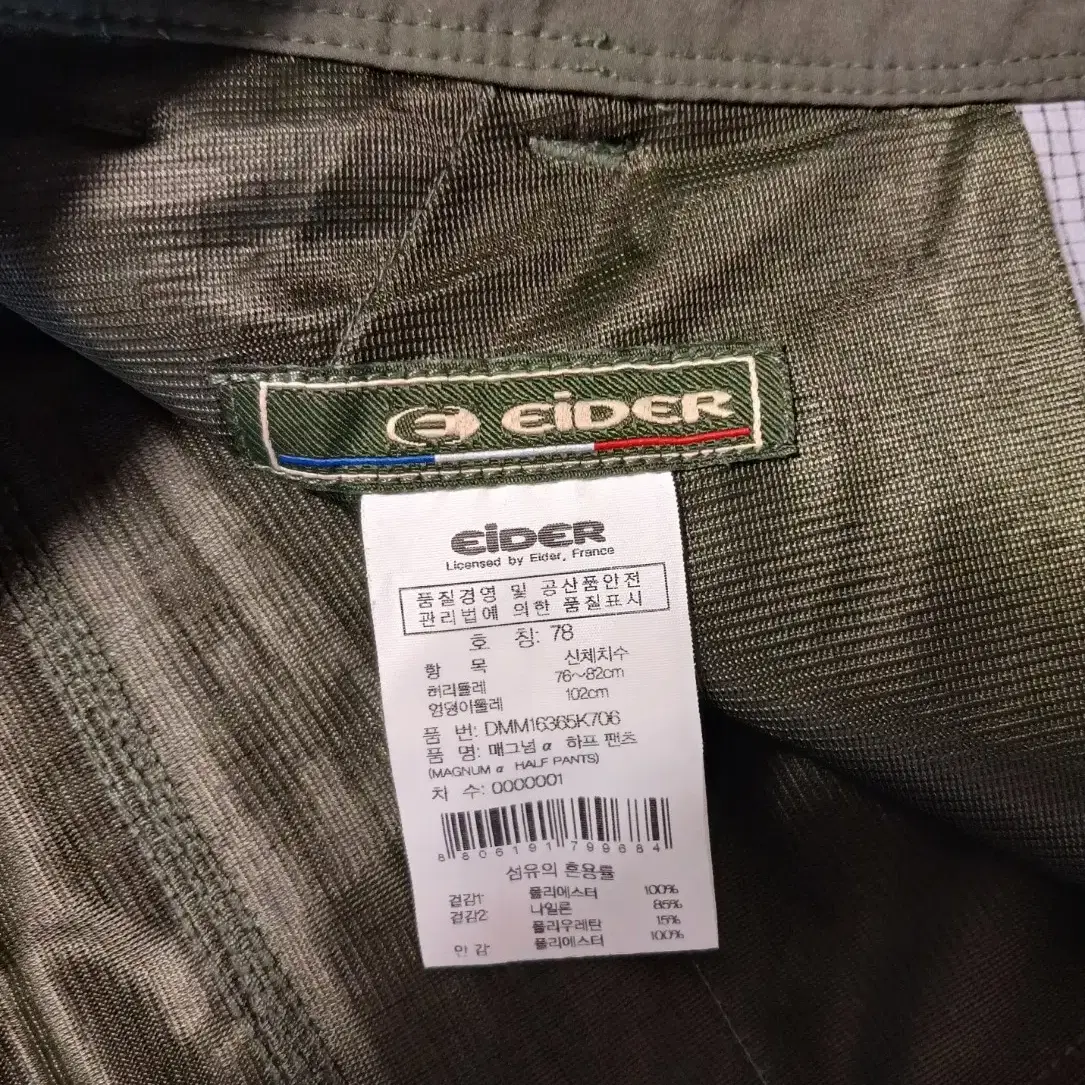 EiDER
EiDER
Licensed by Eider, France
품질경영 및 공산품안전
관리법에 의한 품질표시
호 칭: 78
항 목 신체치수
허리둘레 76~82cm
엉덩이둘레 102cm
품 번: DMM16365K706
품 명: 매그넘 α 하프 팬츠
(MAGNUM α HALF PANTS)
차 수: 0000001
8806191799684
섬유의 혼용률
겉감1 폴리에스터 100%
겉감2 나일론 85%
폴리우레탄 15%
안 감 폴리에스터 100%